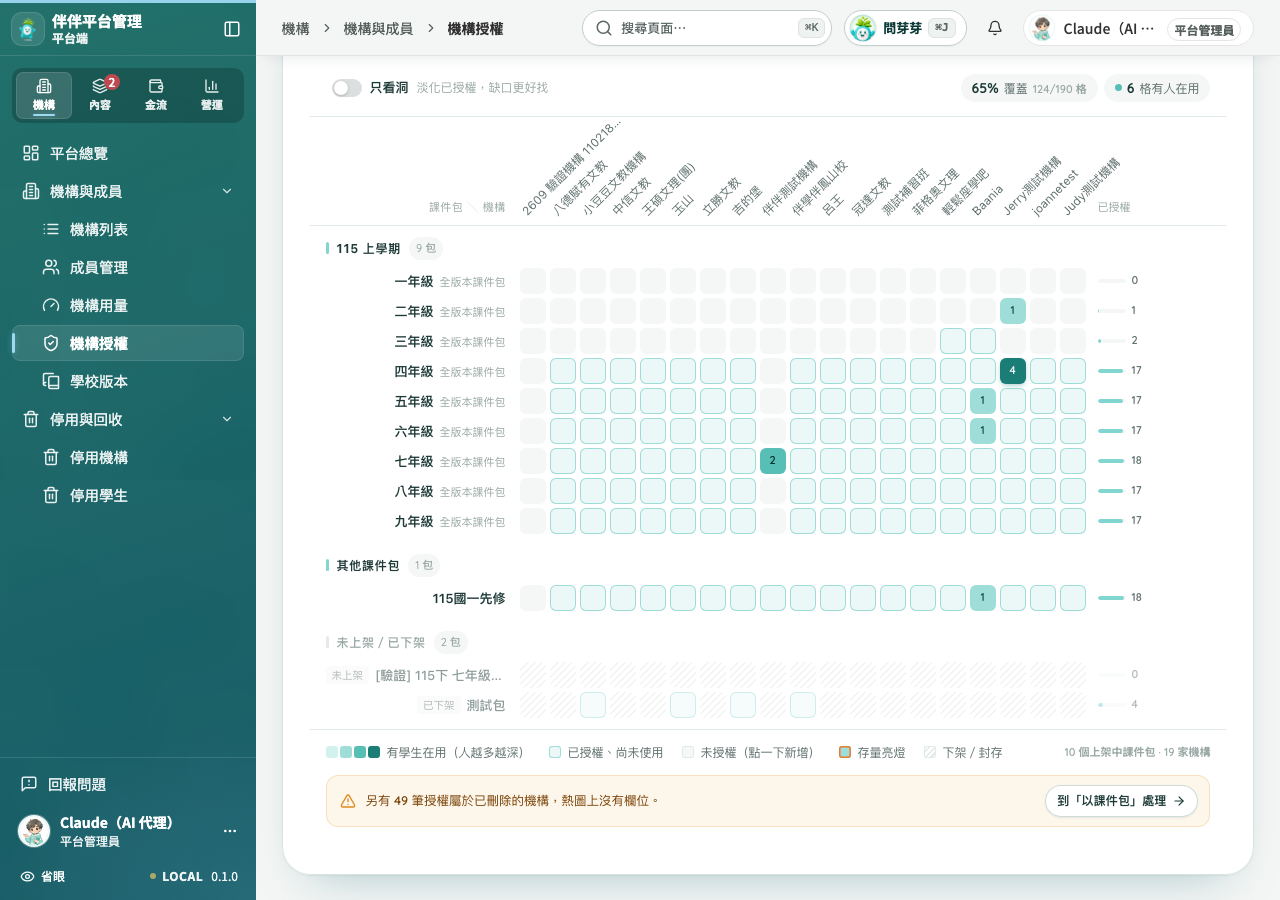 伴伴平台管理
平台端
機構
內容
2
金流
營運
平台總覽
機構與成員
機構列表
成員管理
機構用量
機構授權
學校版本
停用與回收
停用機構
停用學生
回報問題
Claude（AI 代理）
平台管理員
省眼
LOCAL 0.1.0
機構 > 機構與成員 > 機構授權
搜尋頁面… ⌘K
問芽芽 ⌘J
Claude（AI … 平台管理員
只看洞 淡化已授權，缺口更好找
65% 覆蓋 124/190 格
6 格有人在用
課件包 ＼ 機構
2609 驗證機構 110218…
八德賦有文教
小豆豆文教機構
中信文教
王碩文理(團)
玉山
立勝文教
吉的堡
伴伴測試機構
伴學伴鳳山校
呂王
冠達文教
測試補習班
菲格奧文理
輕鬆座學吧
Baania
Jerry測試機構
joannetest
Judy測試機構
已授權
115 上學期 9 包
一年級 全版本課件包 0
二年級 全版本課件包 1 1
三年級 全版本課件包 2
四年級 全版本課件包 4 17
五年級 全版本課件包 1 17
六年級 全版本課件包 1 17
七年級 全版本課件包 2 18
八年級 全版本課件包 17
九年級 全版本課件包 17
其他課件包 1 包
115國一先修 1 18
未上架 / 已下架 2 包
未上架 [驗證] 115下 七年級… 0
已下架 測試包 4
有學生在用（人越多越深） 已授權、尚未使用 未授權（點一下新增） 存量亮燈 下架 / 封存 10 個上架中課件包 · 19 家機構
另有 49 筆授權屬於已刪除的機構，熱圖上沒有欄位。
到「以課件包」處理 →